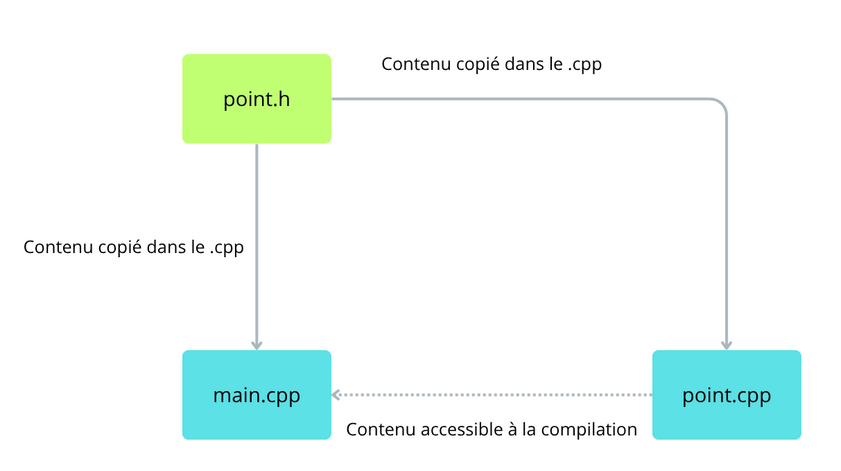 Contenu copié dans le .cpp
point.h
Contenu copié dans le .cpp
main.cpp
point.cpp
Contenu accessible à la compilation